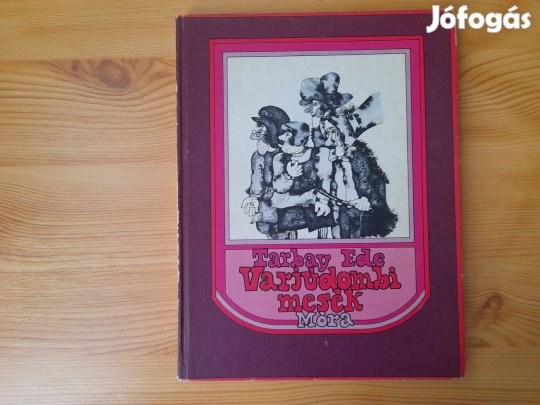 Jófogás
Tarbay Ede
Varjúdombi
mesék
Móra